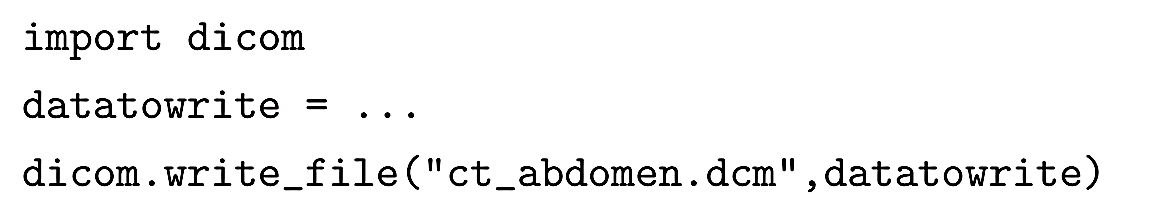 import dicom
datatowrite = ...
dicom.write_file("ct_abdomen.dcm",datatowrite)